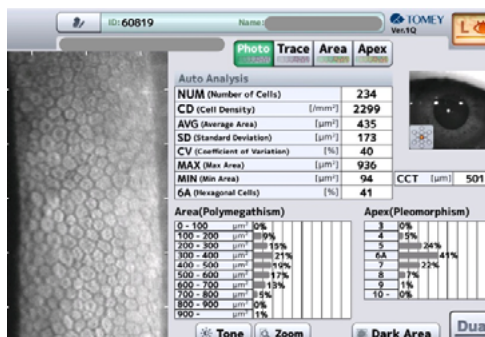 ID: 60819 Name: TOMEY
Ver.1Q
L
Photo Trace Area Apex
Auto Analysis
NUM (Number of Cells) 234
CD (Cell Density) [/mm²] 2299
AVG (Average Area) [µm²] 435
SD (Standard Deviation) [µm²] 173
CV (Coefficient of Variation) [%] 40
MAX (Max Area) [µm²] 936
MIN (Min Area) [µm²] 94
6A (Hexagonal Cells) [%] 41
CCT [µm] 501
Area(Polymegathism)
0 - 100 µm² 0%
100 - 200 µm² 9%
200 - 300 µm² 15%
300 - 400 µm² 21%
400 - 500 µm² 19%
500 - 600 µm² 17%
600 - 700 µm² 13%
700 - 800 µm² 5%
800 - 900 µm² 0%
900 - µm² 1%
Apex(Pleomorphism)
3 0%
4 5%
5 24%
6A 41%
7 22%
8 7%
9 1%
10 - 0%
Tone Zoom Dark Area Dua